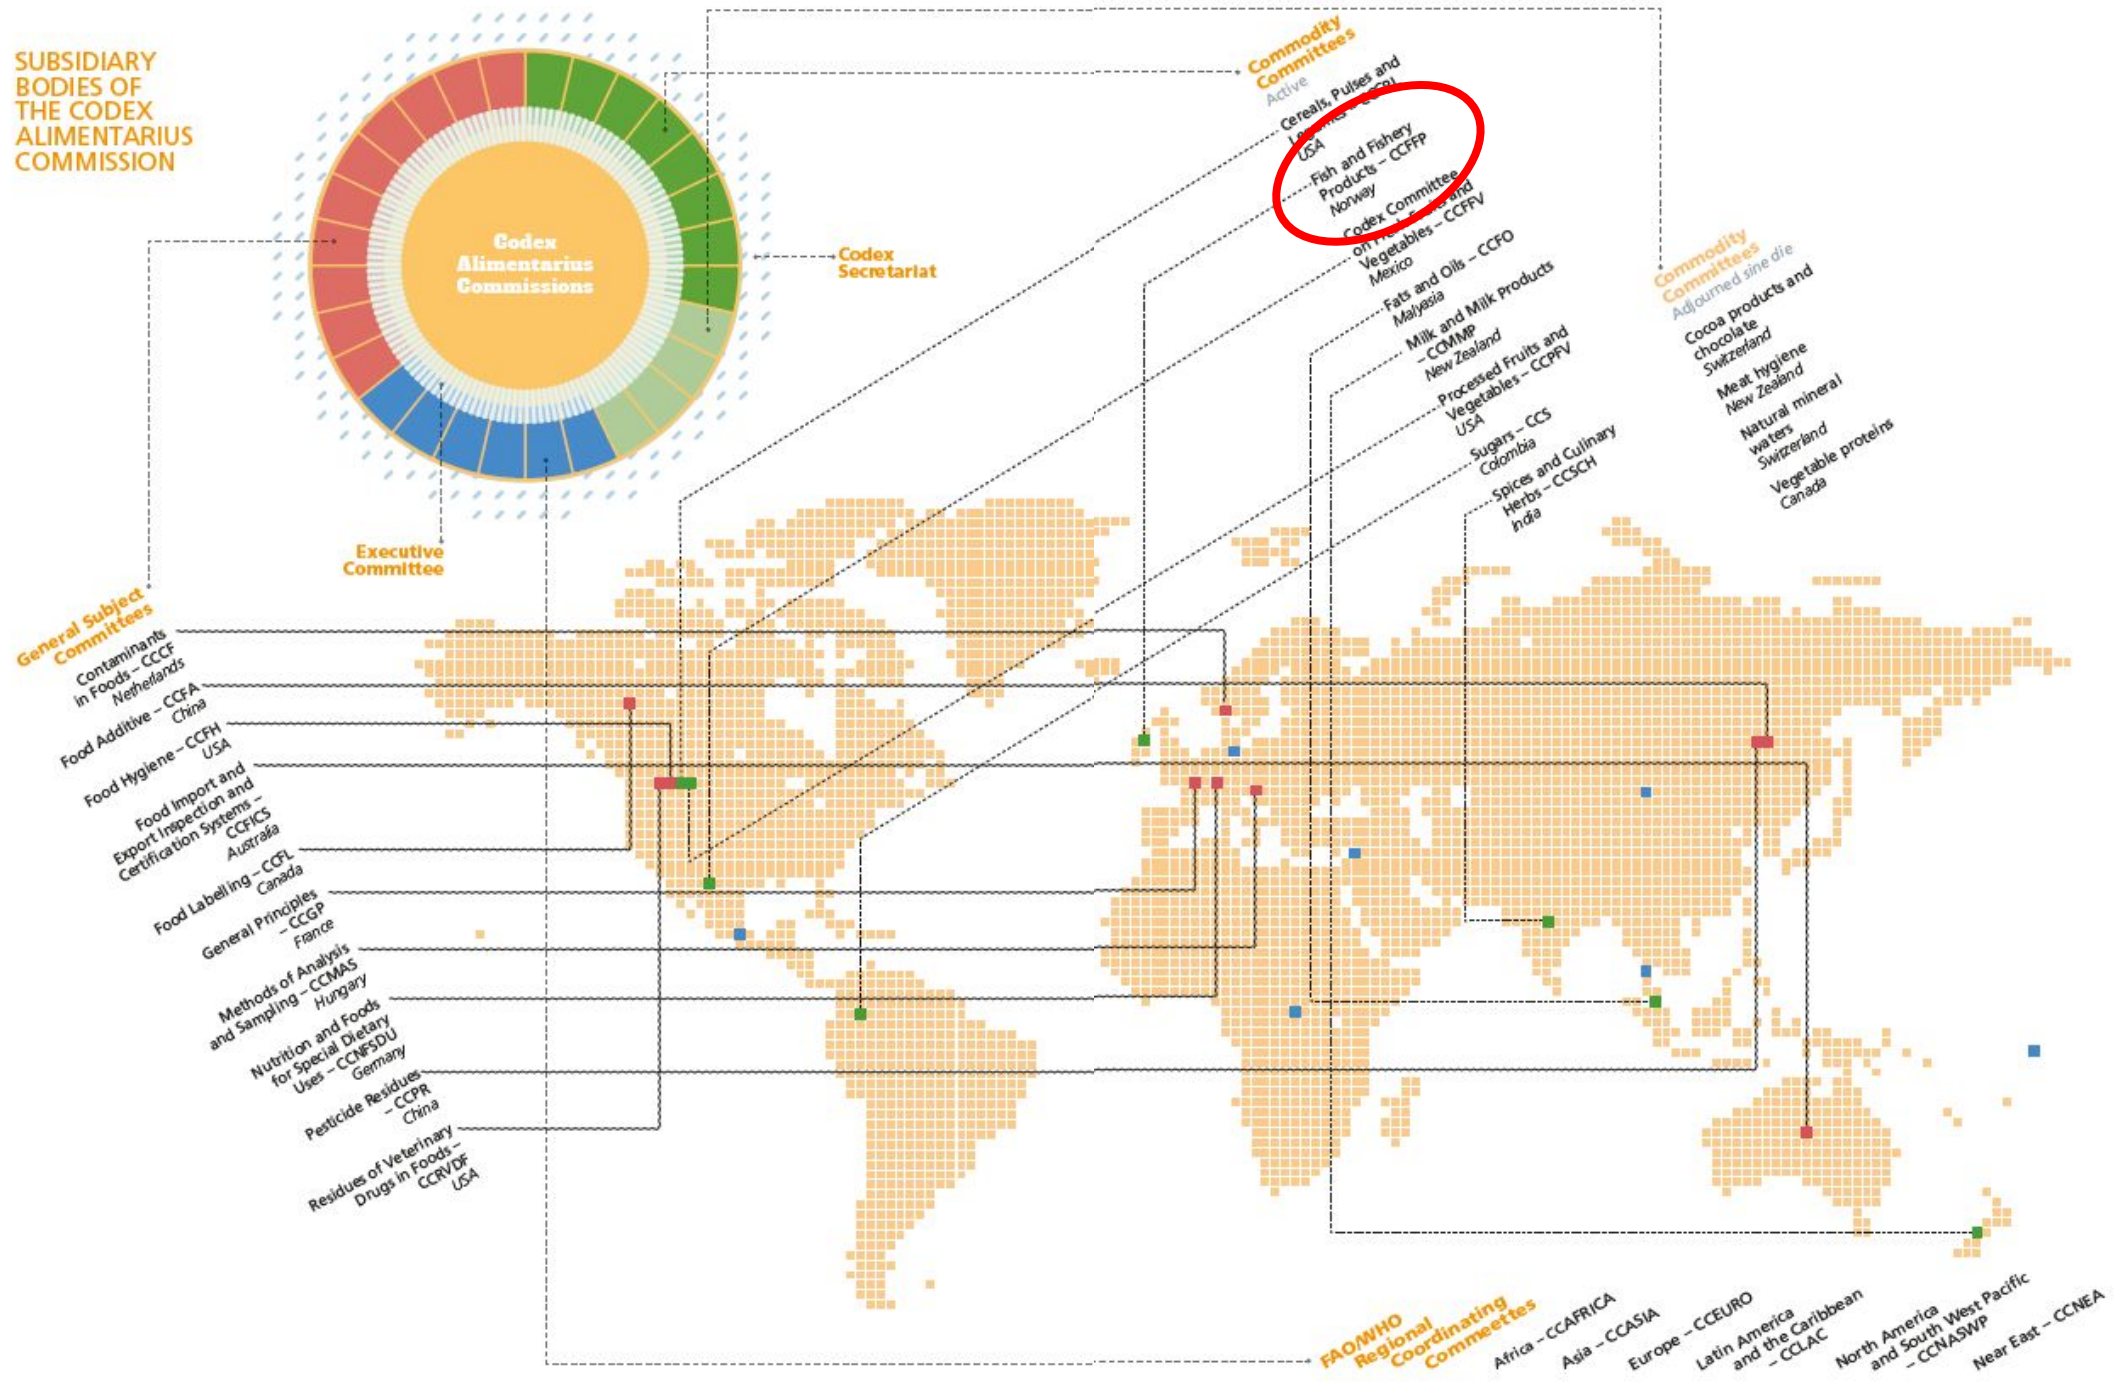 SUBSIDIARY
BODIES OF
THE CODEX
ALIMENTARIUS
COMMISSION
Codex
Alimentarius
Commissions
Codex
Secretariat
Executive
Committee
General Subject
Committees
Contaminants
in Foods – CCCF
Netherlands
Food Additive – CCFA
China
Food Hygiene – CCFH
USA
Food Import and
Export Inspection and
Certification Systems –
CCFICS
Australia
Food Labelling – CCFL
Canada
General Principles
– CCGP
France
Methods of Analysis
and Sampling – CCMAS
Hungary
Nutrition and Foods
for Special Dietary
Uses – CCNFSDU
Germany
Pesticide Residues
– CCPR
China
Residues of Veterinary
Drugs in Foods –
CCRVDF
USA
Commodity
Committees
Active
Cereals, Pulses and
USA
Fish and Fishery
Products – CCFFP
Norway
Codex Committee
on Fresh Fruits and
Vegetables – CCFFV
Mexico
Fats and Oils – CCFO
Malyasia
Milk and Milk Products
– CCMMP
New Zealand
Processed Fruits and
Vegetables – CCPFV
USA
Sugars – CCS
Colombia
Spices and Culinary
Herbs – CCSCH
India
Commodity
Committees
Adjourned sine die
Cocoa products and
chocolate
Switzerland
Meat hygiene
New Zealand
Natural mineral
waters
Switzerland
Vegetable proteins
Canada
FAO/WHO
Regional
Coordinating
Commeettes
Africa – CCAFRICA
Asia – CCASIA
Europe – CCEURO
Latin America
and the Caribbean
– CCLAC
North America
and South West Pacific
– CCNASWP
Near East – CCNEA